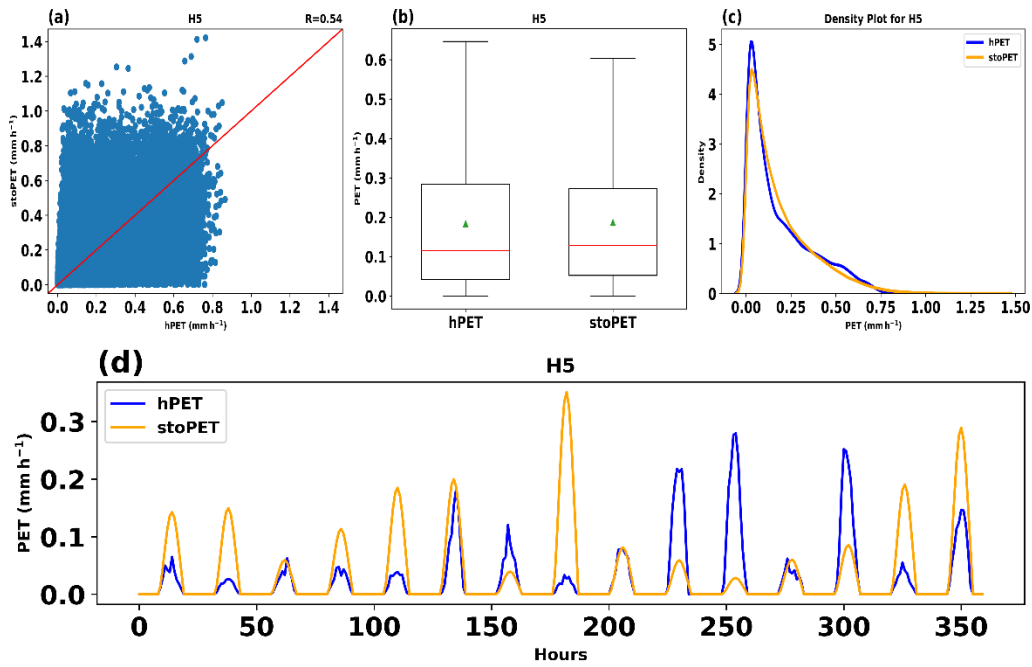 (a)
H5
R=0.54
stoPET (mm h⁻¹)
1.4
1.2
1.0
0.8
0.6
0.4
0.2
0.0
0.0 0.2 0.4 0.6 0.8 1.0 1.2 1.4
hPET (mm h⁻¹)
(b)
H5
PET (mm h⁻¹)
0.6
0.5
0.4
0.3
0.2
0.1
0.0
hPET stoPET
(c)
Density Plot for H5
hPET
stoPET
Density
5
4
3
2
1
0
0.00 0.25 0.50 0.75 1.00 1.25 1.50
PET (mm h⁻¹)
(d)
H5
hPET
stoPET
PET (mm h⁻¹)
0.3
0.2
0.1
0.0
0 50 100 150 200 250 300 350
Hours